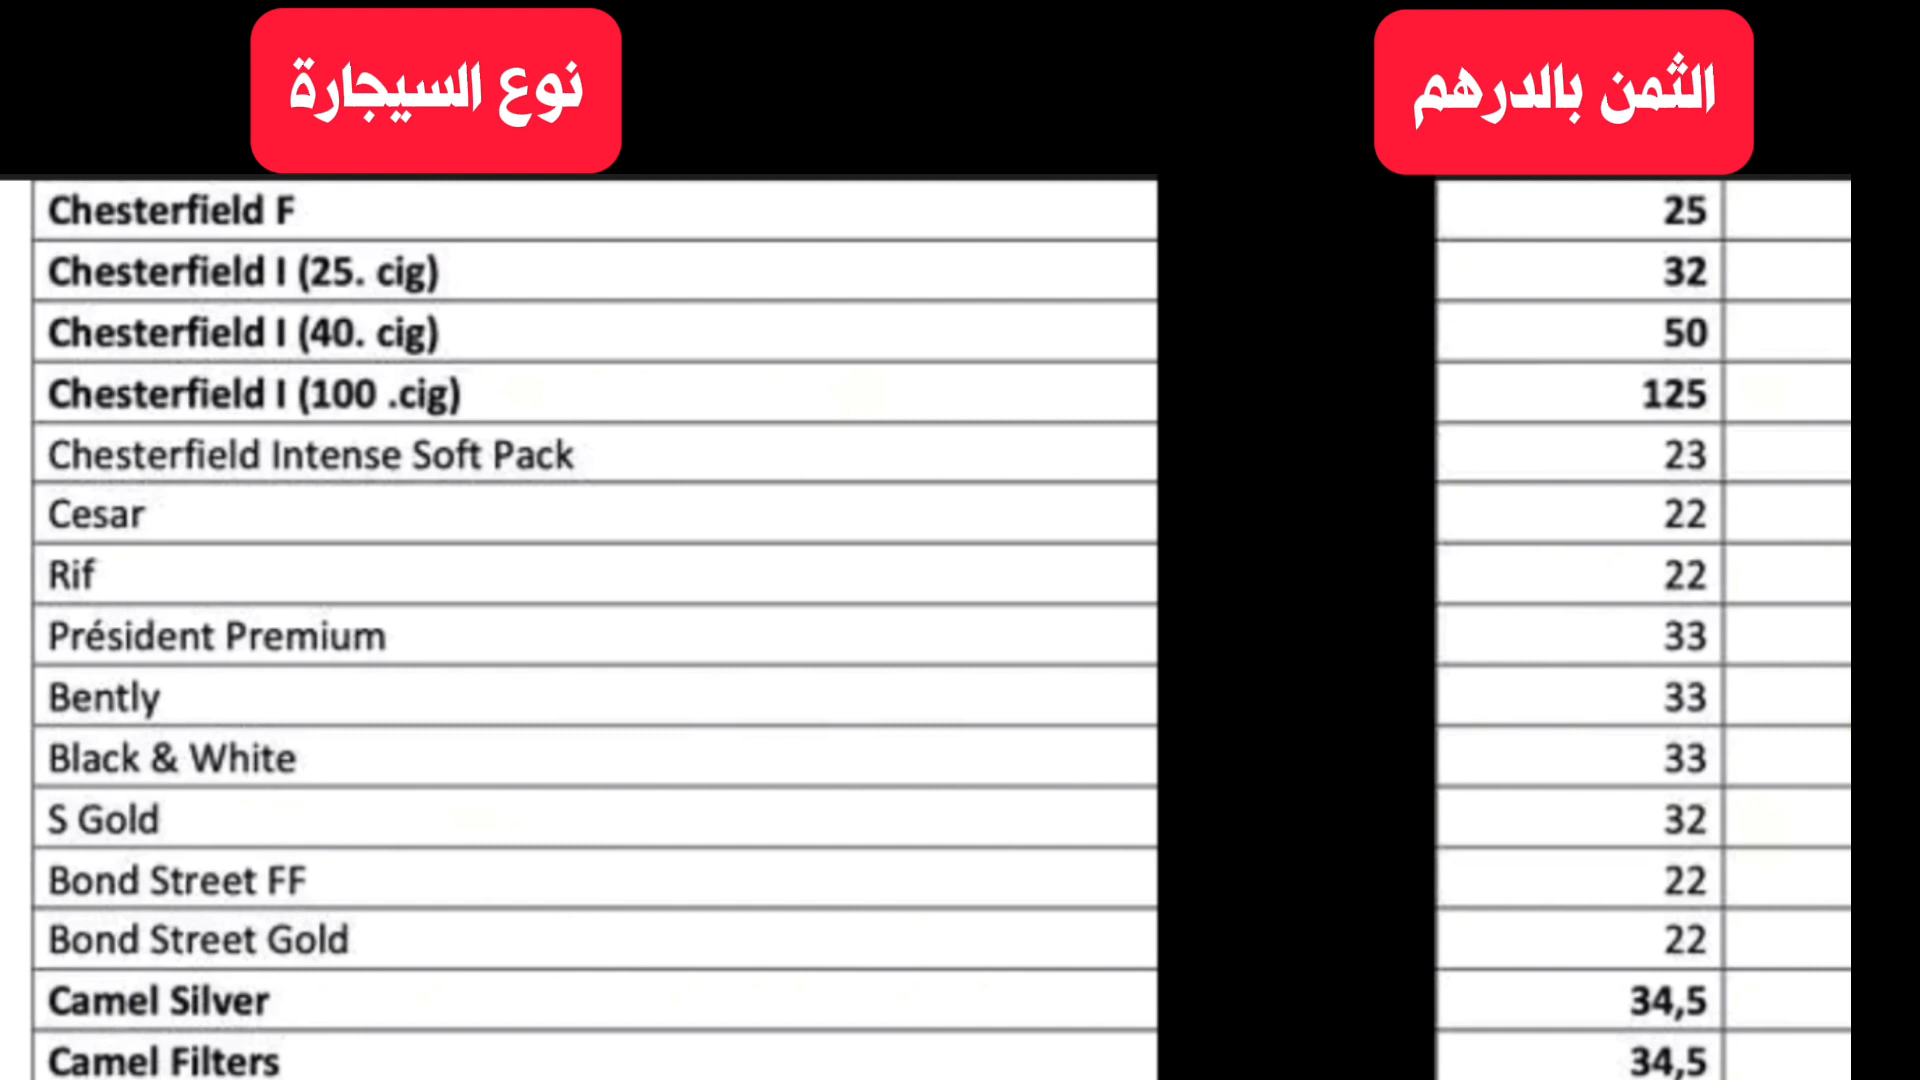 نوع السيجارة الثمن بالدرهم
Chesterfield F 25
Chesterfield I (25. cig) 32
Chesterfield I (40. cig) 50
Chesterfield I (100 .cig) 125
Chesterfield Intense Soft Pack 23
Cesar 22
Rif 22
Président Premium 33
Bently 33
Black & White 33
S Gold 32
Bond Street FF 22
Bond Street Gold 22
Camel Silver 34,5
Camel Filters 34,5